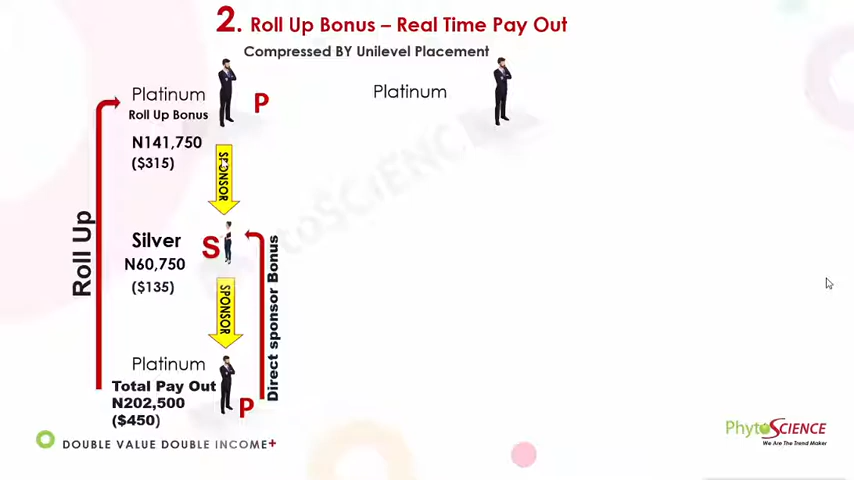 2. Roll Up Bonus – Real Time Pay Out
Compressed BY Unilevel Placement
Platinum
Roll Up Bonus
P
N141,750
($315)
SPONSOR
Platinum
Roll Up
Silver
S
N60,750
($135)
SPONSOR
Direct sponsor Bonus
Platinum
Total Pay Out
N202,500
($450)
P
DOUBLE VALUE DOUBLE INCOME+
PhytoSCIENCE
We Are The Trend Maker
PhytoSCIENCE